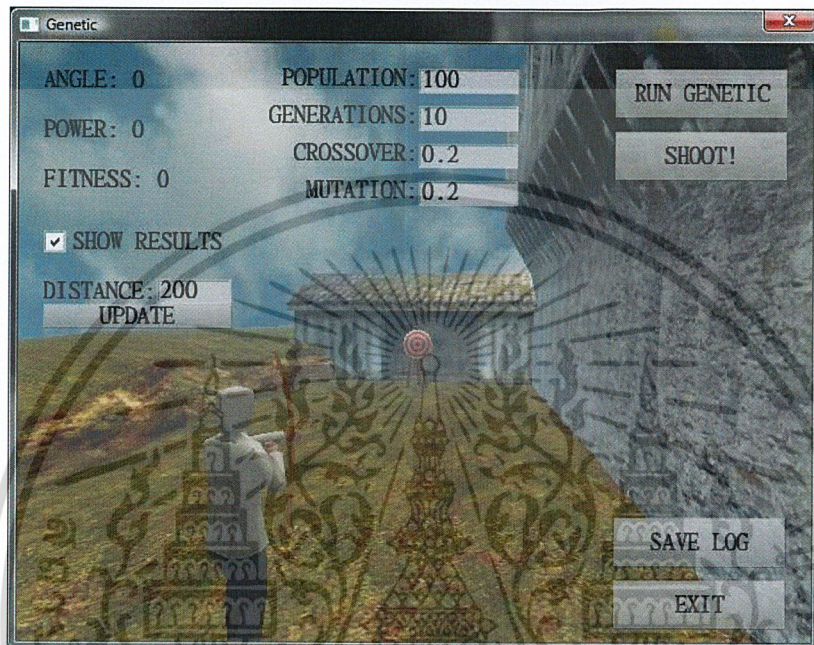 Genetic
ANGLE: 0
POWER: 0
FITNESS: 0
SHOW RESULTS
DISTANCE: 200
UPDATE
POPULATION: 100
GENERATIONS: 10
CROSSOVER: 0.2
MUTATION: 0.2
RUN GENETIC
SHOOT!
SAVE LOG
EXIT